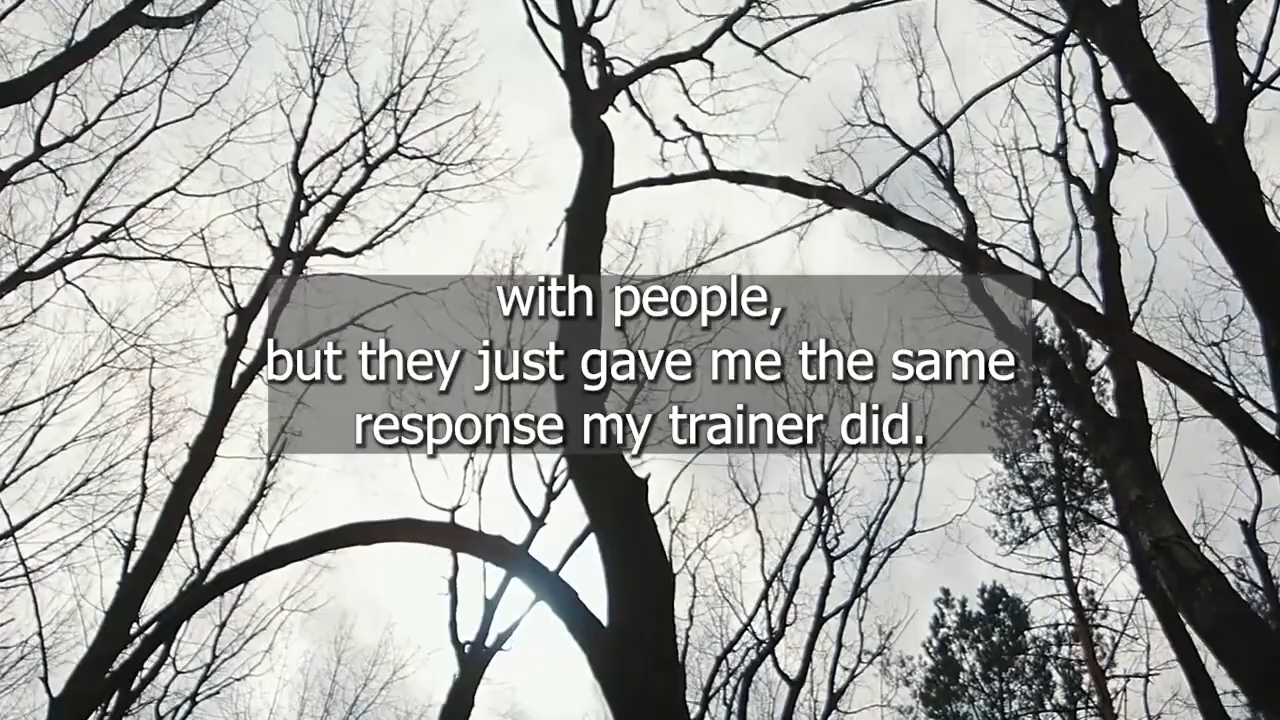 with people,
but they just gave me the same
response my trainer did.